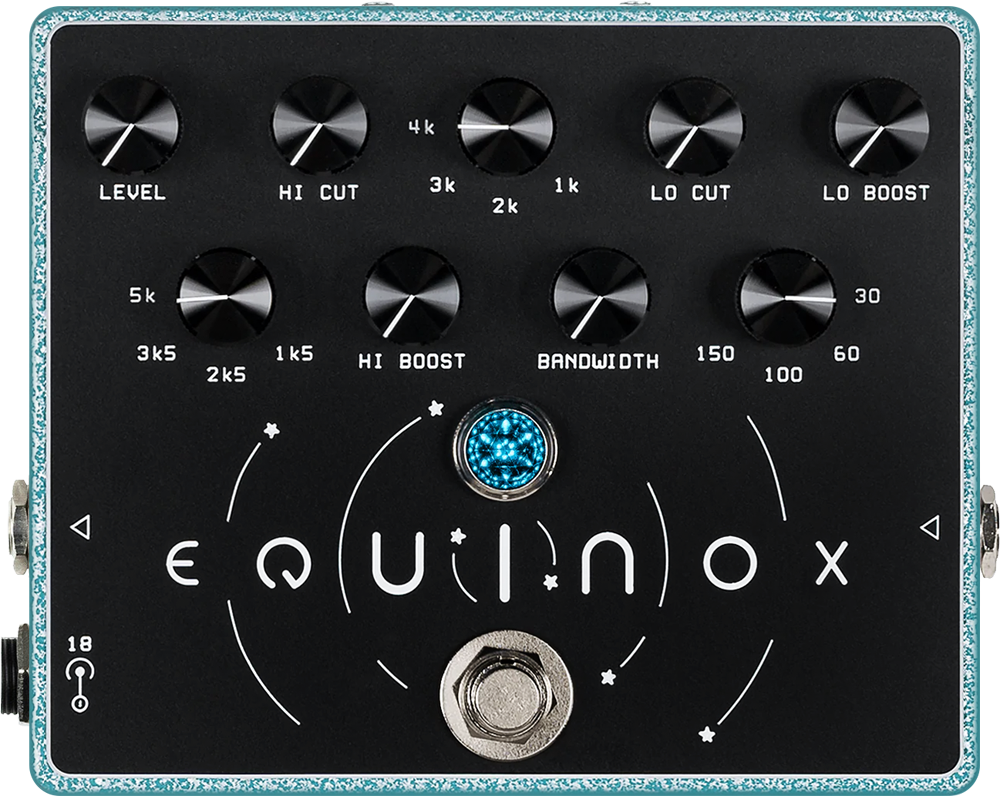 4k
3k
1k
2k
LEVEL
HI CUT
LO CUT
LO BOOST
5k
30
3k5
1k5
2k5
HI BOOST
BANDWIDTH
150
60
100
EQUINOX
18